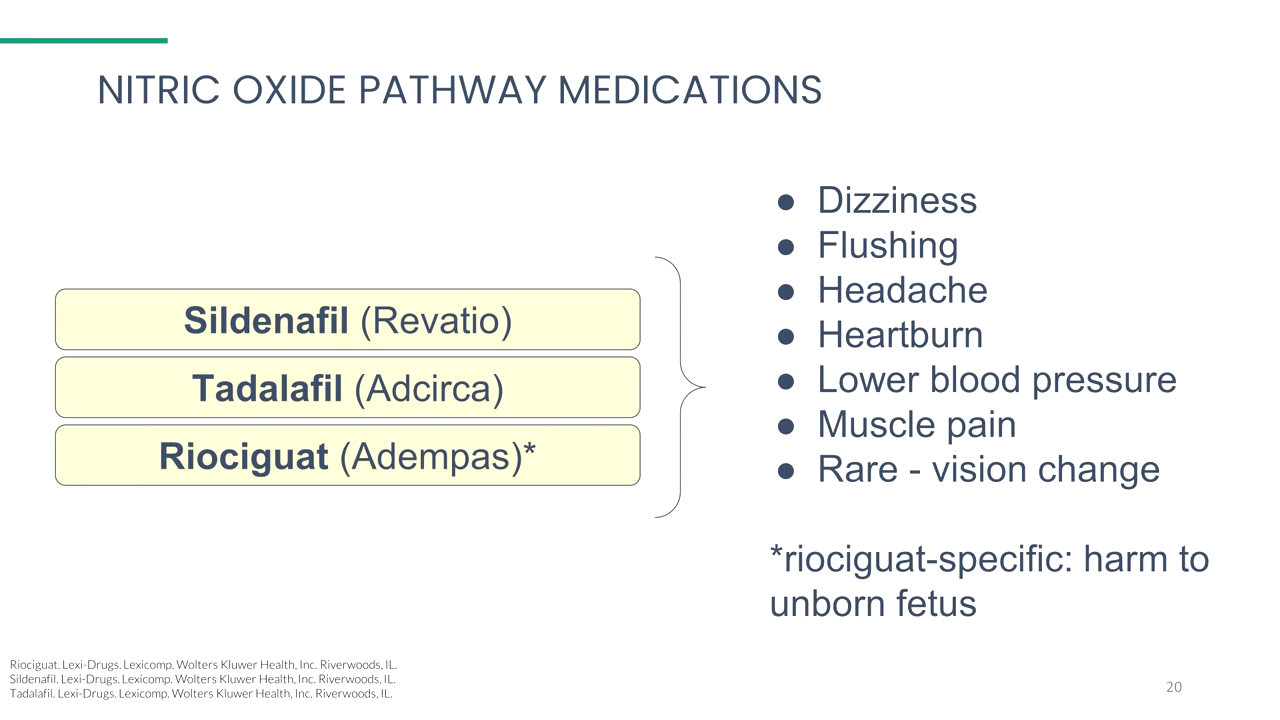 NITRIC OXIDE PATHWAY MEDICATIONS
Sildenafil (Revatio)
Tadalafil (Adcirca)
Riociguat (Adempas)*
● Dizziness
● Flushing
● Headache
● Heartburn
● Lower blood pressure
● Muscle pain
● Rare - vision change
*riociguat-specific: harm to
unborn fetus
Riociguat. Lexi-Drugs. Lexicomp. Wolters Kluwer Health, Inc. Riverwoods, IL.
Sildenafil. Lexi-Drugs. Lexicomp. Wolters Kluwer Health, Inc. Riverwoods, IL.
Tadalafil. Lexi-Drugs. Lexicomp. Wolters Kluwer Health, Inc. Riverwoods, IL.
20